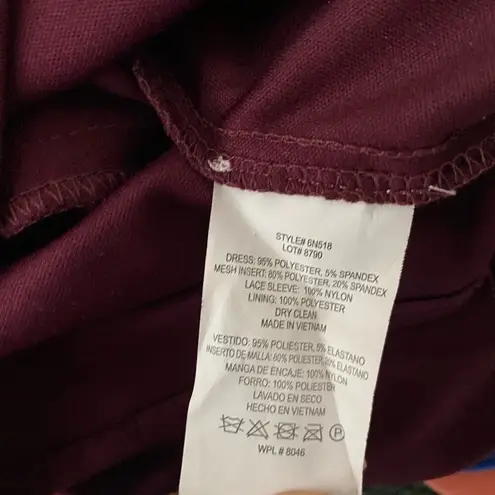 STYLE# 6N518
LOT# 8790
DRESS: 95% POLYESTER, 5% SPANDEX
MESH INSERT: 80% POLYESTER, 20% SPANDEX
LACE SLEEVE: 100% NYLON
LINING: 100% POLYESTER
DRY CLEAN
MADE IN VIETNAM
VESTIDO: 95% POLIESTER, 5% ELASTANO
INSERTO DE MALLA: 80% POLIESTER, 20% ELASTANO
MANGA DE ENCAJE: 100% NYLON
FORRO: 100% POLIESTER
LAVADO EN SECO
HECHO EN VIETNAM
P
WPL # 8046